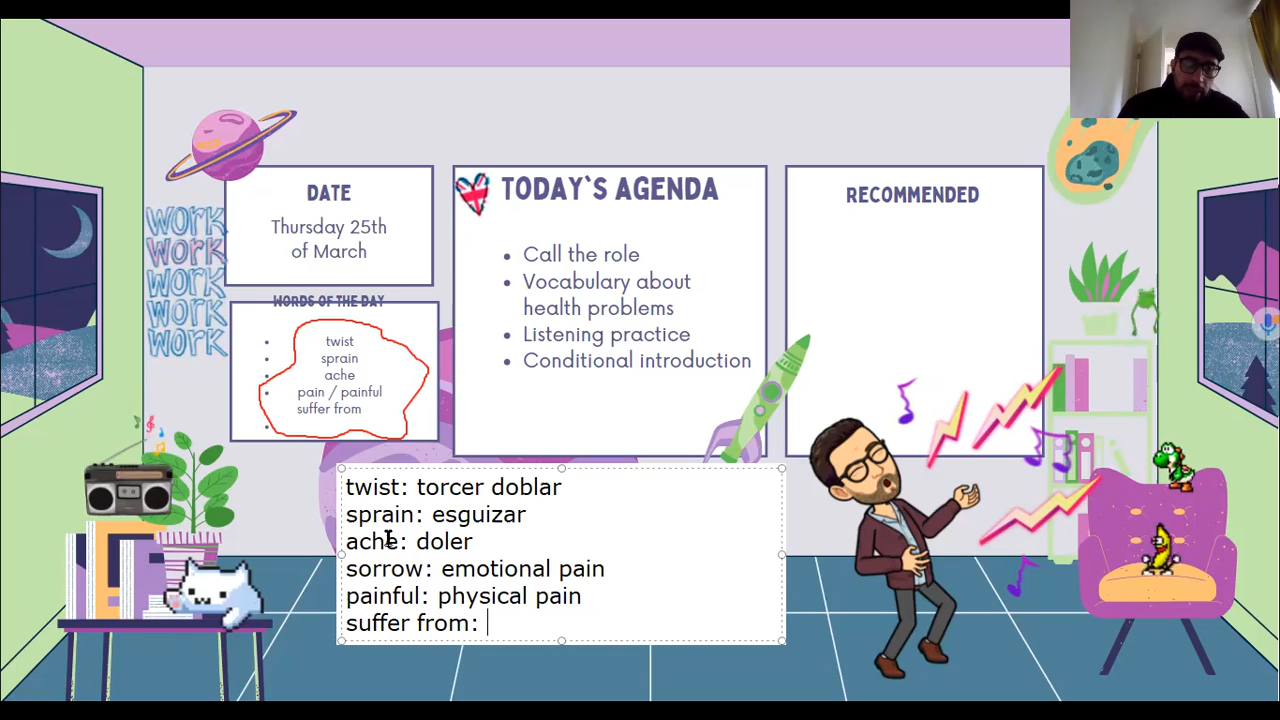 DATE
Thursday 25th
of March
WORK
WORK
WORK
WORK
WORK
WORDS OF THE DAY
twist
sprain
ache
pain / painful
suffer from
TODAY`S AGENDA
Call the role
Vocabulary about
health problems
Listening practice
Conditional introduction
RECOMMENDED
twist: torcer doblar
sprain: esguizar
ache: doler
sorrow: emotional pain
painful: physical pain
suffer from: